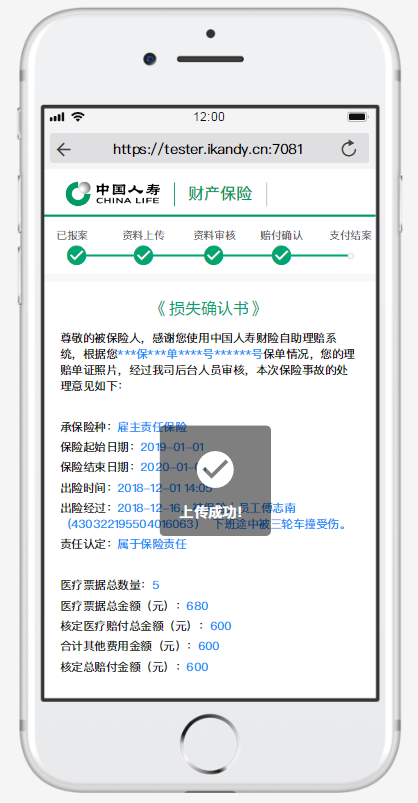 12:00
https://tester.ikandy.cn:7081
中国人寿 财产保险
CHINA LIFE
已报案 资料上传 资料审核 赔付确认 支付结案
《 损失确认书 》
尊敬的被保险人，感谢您使用中国人寿财险自助理赔系
统，根据您***保***单****号******号保单情况，您的理
赔单证照片，经过我司后台人员审核，本次保险事故的处
理意见如下：
承保险种：雇主责任保险
保险起始日期：2019-01-01
保险结束日期：2020-01-
出险时间：2018-12-01 14:05
出险经过：2018-12-16，被保险人员工傅志南
（430322195504016063） 下班途中被三轮车撞受伤。
上传成功!
责任认定：属于保险责任
医疗票据总数量：5
医疗票据总金额（元）：680
核定医疗赔付总金额（元）：600
合计其他费用金额（元）：600
核定总赔付金额（元）：600